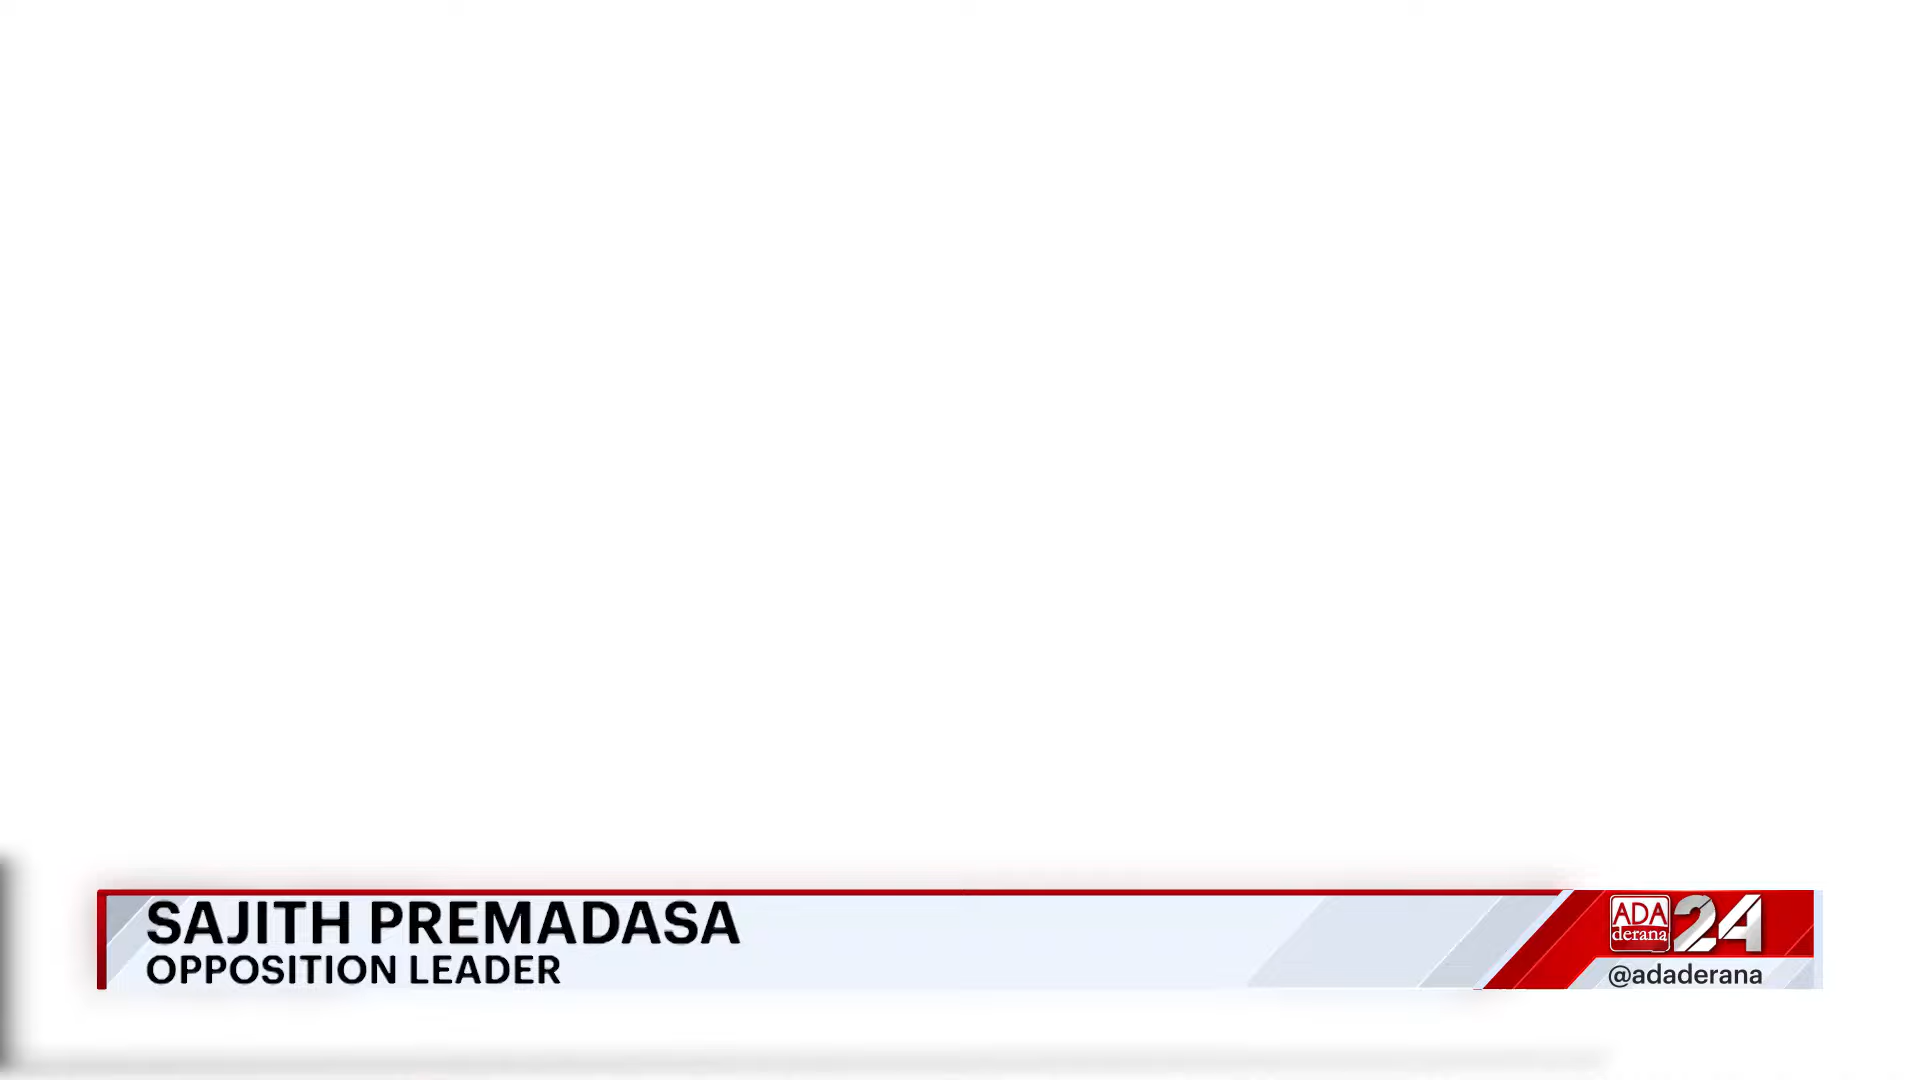 SAJITH PREMADASA
OPPOSITION LEADER
ADA
derana
24
@adaderana